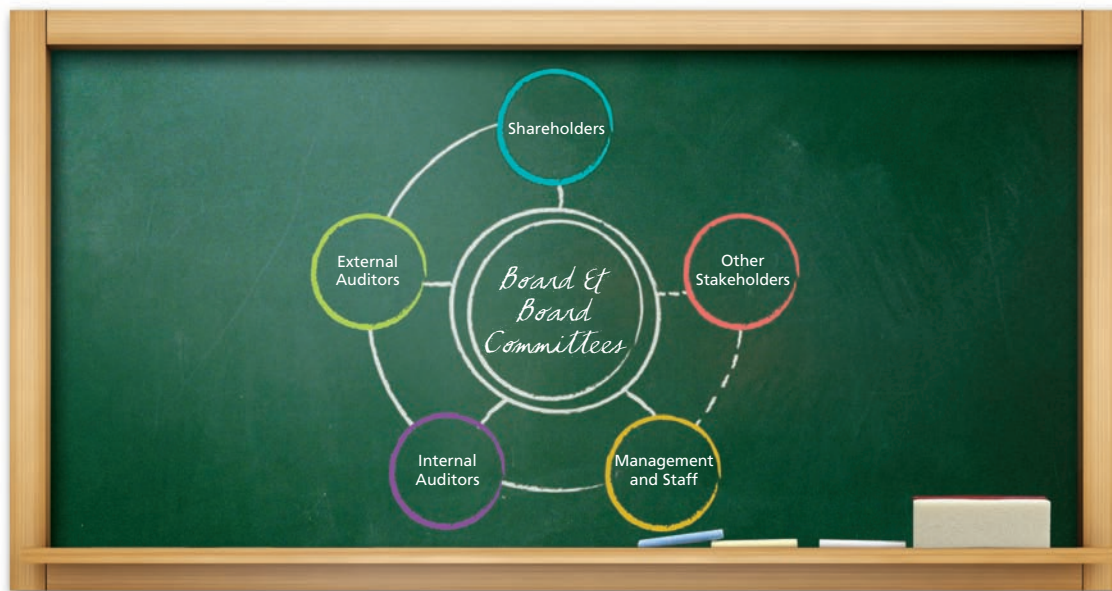 Shareholders
External
Auditors
Other
Stakeholders
Board &
Board
Committees
Internal
Auditors
Management
and Staff